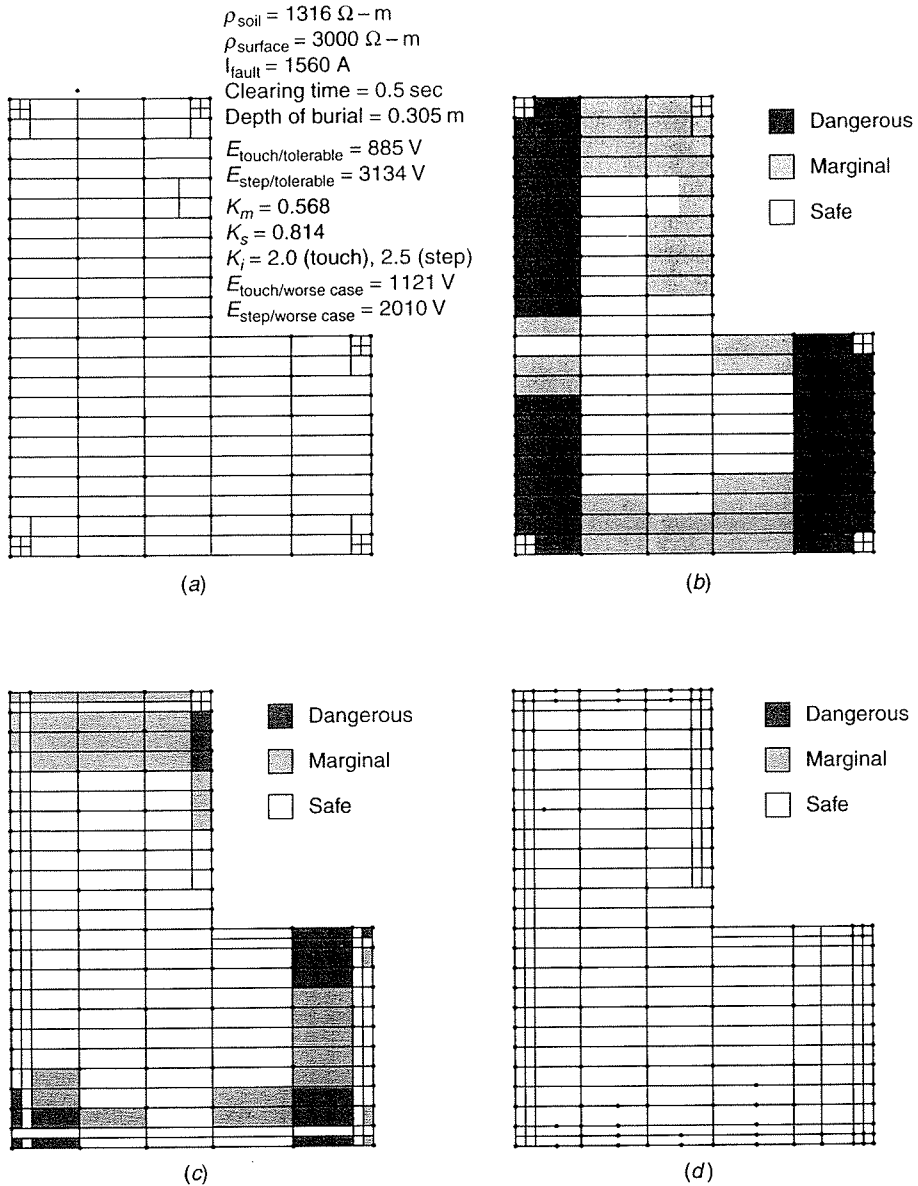 ρsoil = 1316 Ω – m
ρsurface = 3000 Ω – m
Ifault = 1560 A
Clearing time = 0.5 sec
Depth of burial = 0.305 m
Etouch/tolerable = 885 V
Estep/tolerable = 3134 V
Km = 0.568
Ks = 0.814
Ki = 2.0 (touch), 2.5 (step)
Etouch/worse case = 1121 V
Estep/worse case = 2010 V
(a)
Dangerous
Marginal
Safe
(b)
Dangerous
Marginal
Safe
(c)
Dangerous
Marginal
Safe
(d)